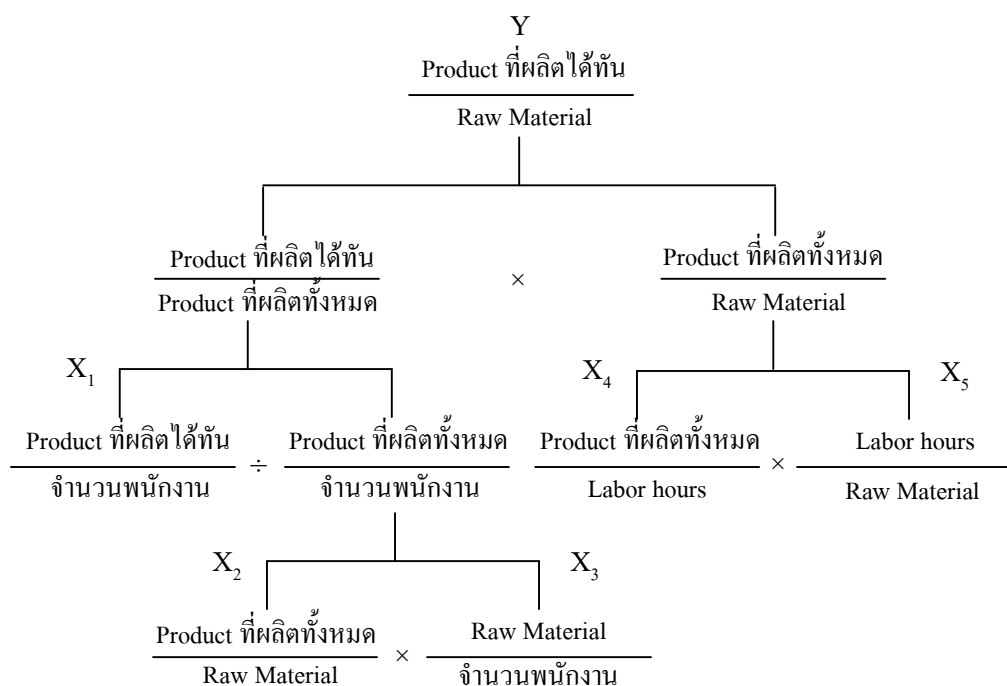 Y
Product ที่ผลิตได้ทัน
Raw Material
Product ที่ผลิตได้ทัน
Product ที่ผลิตทั้งหมด
×
Product ที่ผลิตทั้งหมด
Raw Material
X₁
X₄
X₅
Product ที่ผลิตได้ทัน
จำนวนพนักงาน
÷
Product ที่ผลิตทั้งหมด
จำนวนพนักงาน
Product ที่ผลิตทั้งหมด
Labor hours
×
Labor hours
Raw Material
X₂
X₃
Product ที่ผลิตทั้งหมด
Raw Material
×
Raw Material
จำนวนพนักงาน